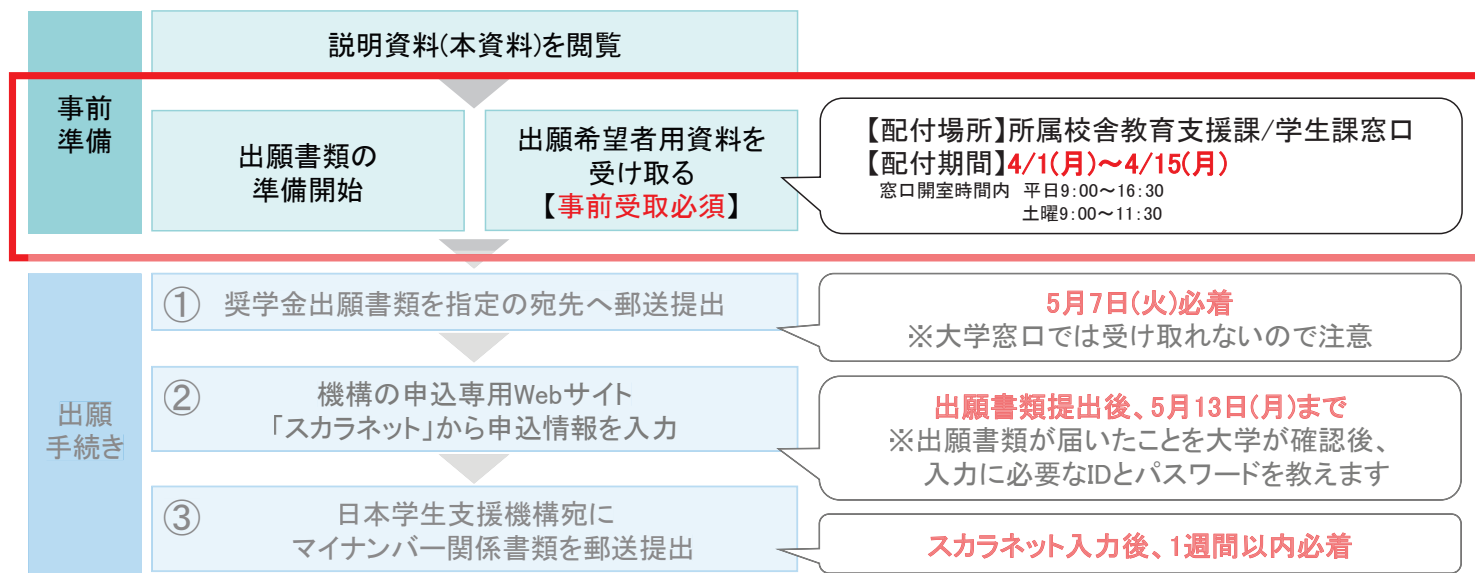 説明資料(本資料)を閲覧
事前
準備
出願書類の
準備開始
出願希望者用資料を
受け取る
【事前受取必須】
【配付場所】所属校舎教育支援課/学生課窓口
【配付期間】4/1(月)~4/15(月)
窓口開室時間内 平日9:00~16:30
土曜9:00~11:30
出願
手続き
① 奨学金出願書類を指定の宛先へ郵送提出
5月7日(火)必着
※大学窓口では受け取れないので注意
② 機構の申込専用Webサイト
「スカラネット」から申込情報を入力
出願書類提出後、5月13日(月)まで
※出願書類が届いたことを大学が確認後、
入力に必要なIDとパスワードを教えます
③ 日本学生支援機構宛に
マイナンバー関係書類を郵送提出
スカラネット入力後、1週間以内必着